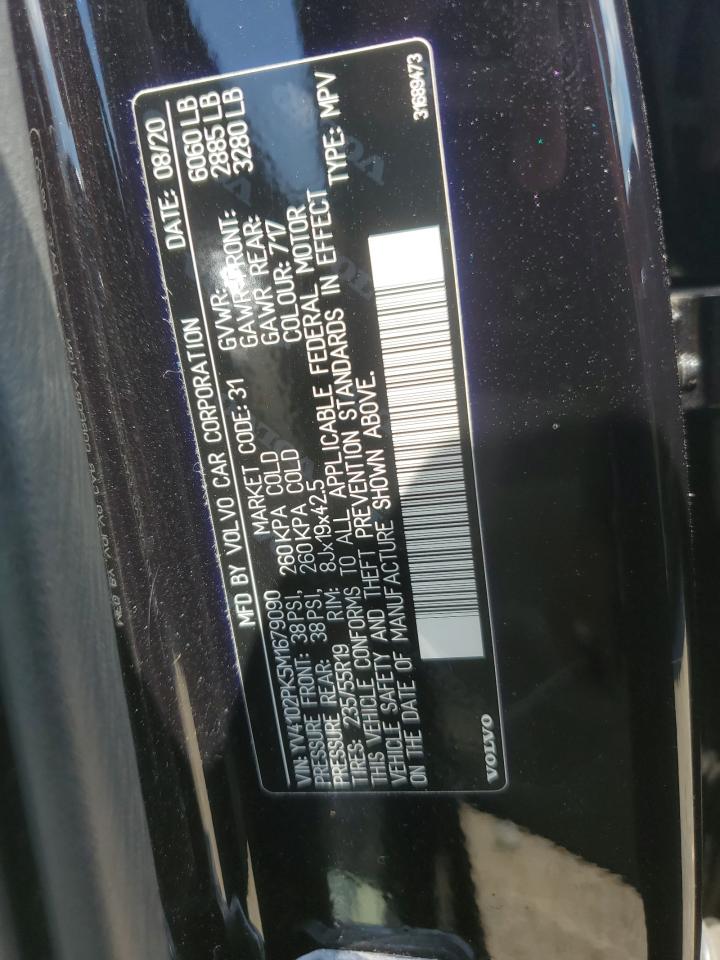 MFD BY VOLVO CAR CORPORATION DATE: 08/20
MARKET CODE: 31 GVWR: 6060 LB
GAWR FRONT: 2885 LB
GAWR REAR: 3280 LB
VIN: YV4102PK5M1679090 COLOUR: 717
PRESSURE FRONT: 38 PSI, 260 KPA COLD
PRESSURE REAR: 38 PSI, 260 KPA COLD
TIRES: 235/55R19 RIM: 8Jx19x42.5
THIS VEHICLE CONFORMS TO ALL APPLICABLE FEDERAL MOTOR
VEHICLE SAFETY AND THEFT PREVENTION STANDARDS IN EFFECT
ON THE DATE OF MANUFACTURE SHOWN ABOVE. TYPE: MPV
VOLVO 31689473